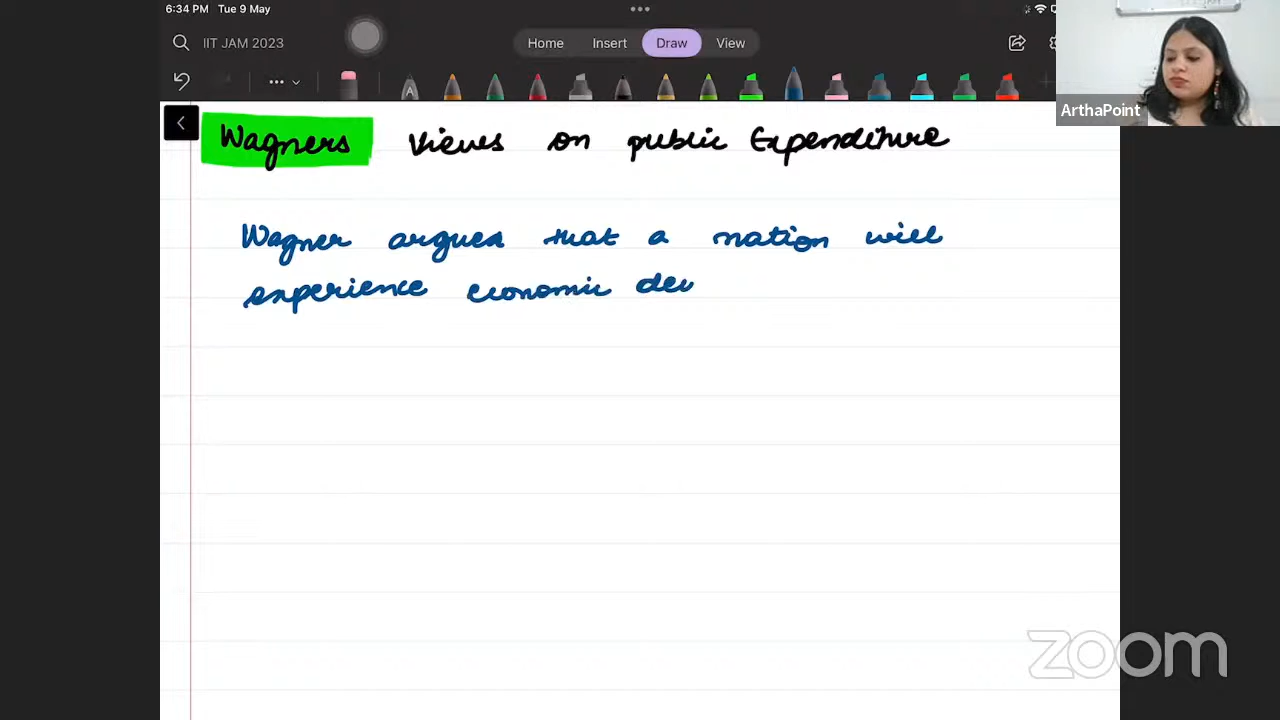 6:34 PM Tue 9 May
IIT JAM 2023
Home Insert Draw View
A
ArthaPoint
Wagners Views on public Expenditure
Wagner argues that a nation will
experience economic dev
zoom